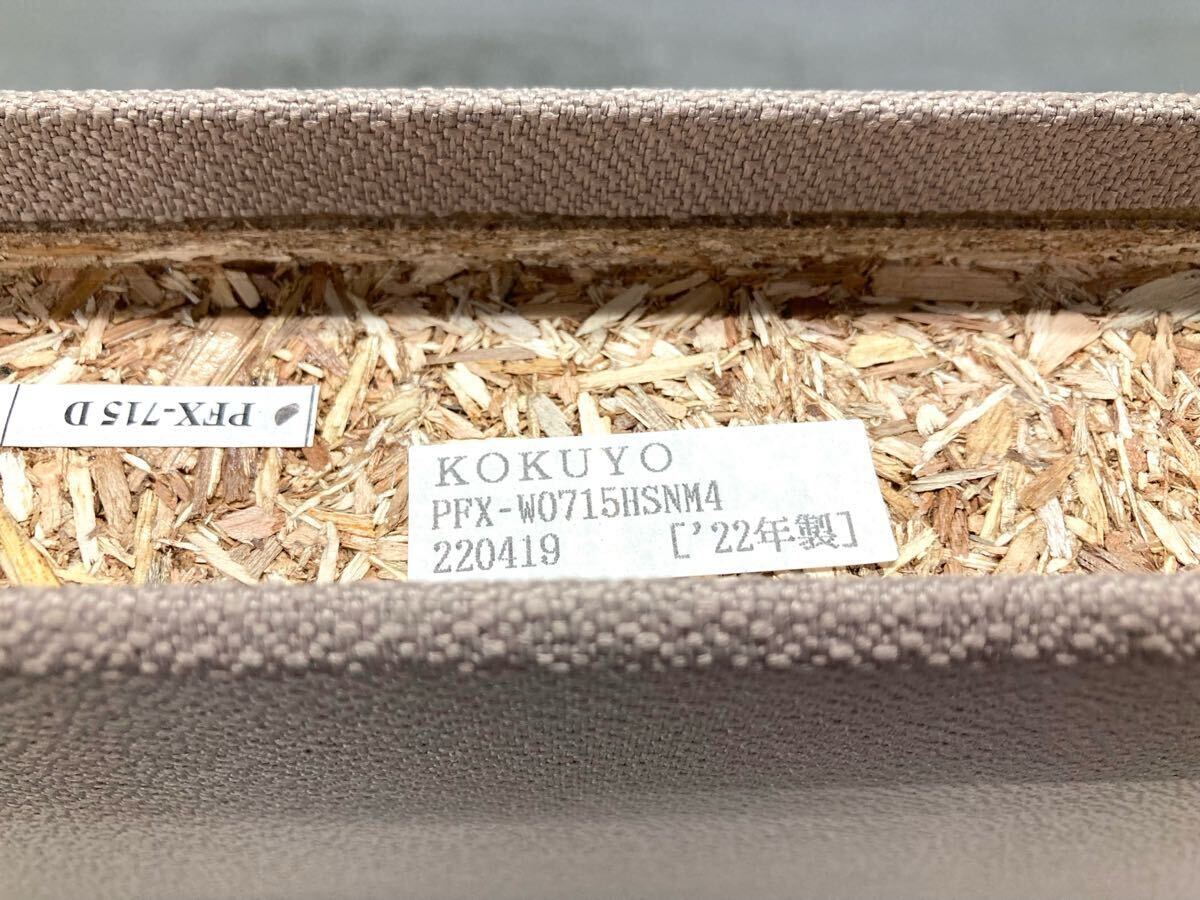 PFX-715 D
KOKUYO
PFX-W0715HSNM4
220419 [’22年製]